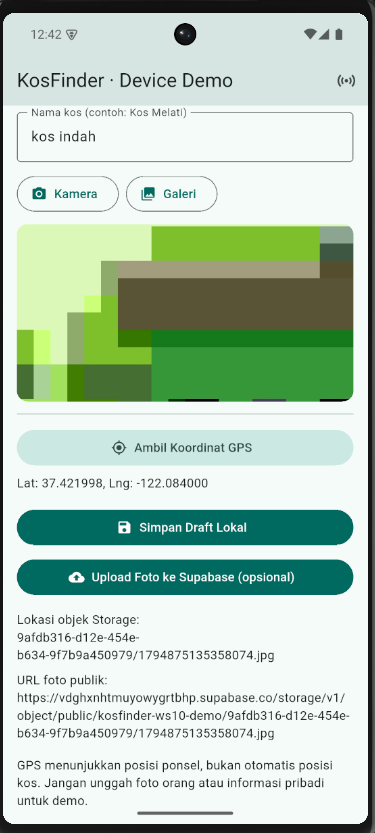 12:42
KosFinder · Device Demo
Nama kos (contoh: Kos Melati)
kos indah
Kamera
Galeri
Ambil Koordinat GPS
Lat: 37.421998, Lng: -122.084000
Simpan Draft Lokal
Upload Foto ke Supabase (opsional)
Lokasi objek Storage:
9afdb316-d12e-454e-
b634-9f7b9a450979/1794875135358074.jpg
URL foto publik:
https://vdghxnhtmuyowygrtbhp.supabase.co/storage/v1/
object/public/kosfinder-ws10-demo/9afdb316-d12e-454e-
b634-9f7b9a450979/1794875135358074.jpg
GPS menunjukkan posisi ponsel, bukan otomatis posisi
kos. Jangan unggah foto orang atau informasi pribadi
untuk demo.